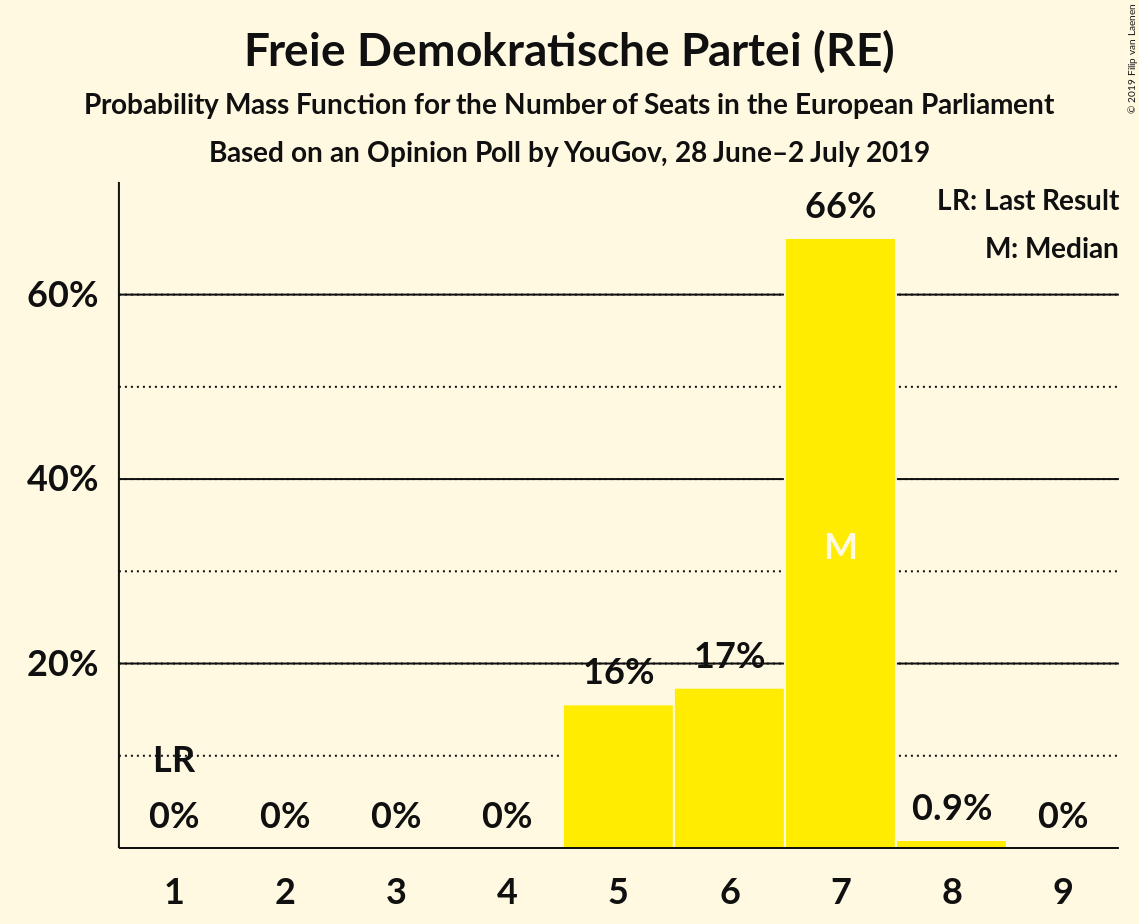 Freie Demokratische Partei (RE)
Probability Mass Function for the Number of Seats in the European Parliament
Based on an Opinion Poll by YouGov, 28 June–2 July 2019
© 2019 Filip van Laenen
LR: Last Result
M: Median
66%
60%
40%
M
20%
16%
17%
LR
0%
0%
0%
0%
0.9%
0%
1 2 3 4 5 6 7 8 9